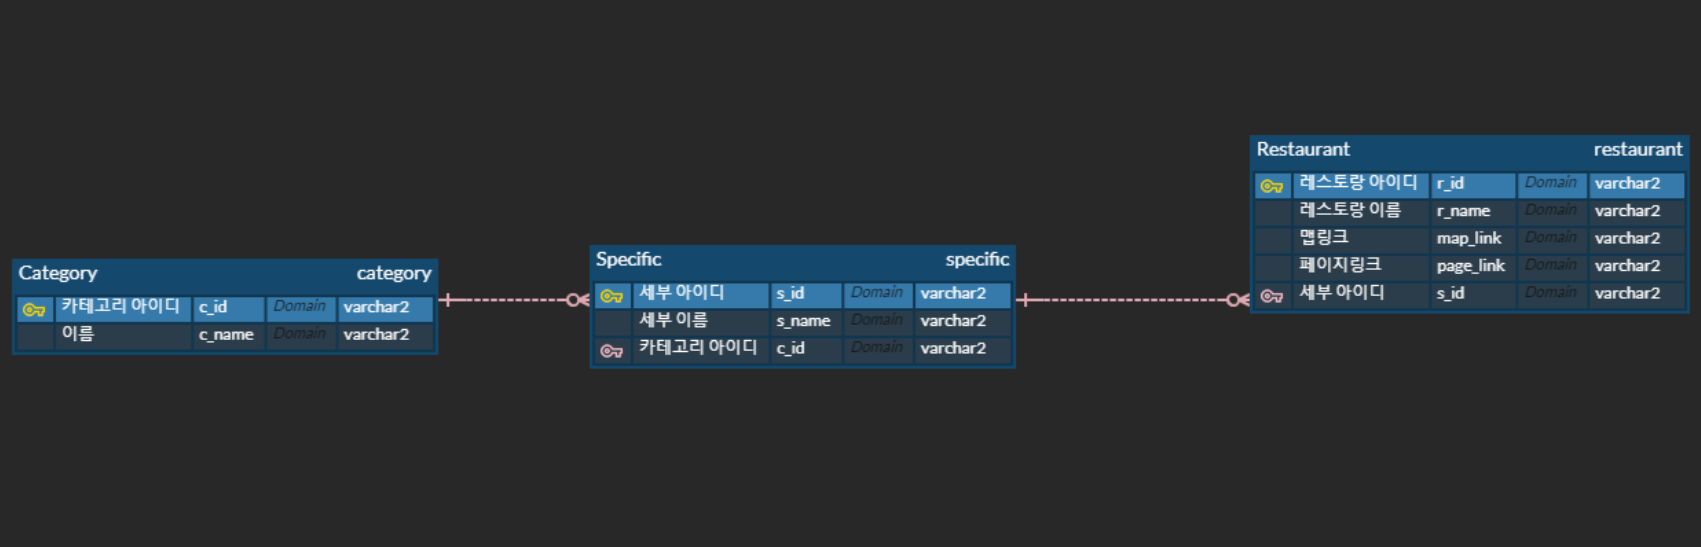 Category category
카테고리 아이디 c_id Domain varchar2
이름 c_name Domain varchar2
Specific specific
세부 아이디 s_id Domain varchar2
세부 이름 s_name Domain varchar2
카테고리 아이디 c_id Domain varchar2
Restaurant restaurant
레스토랑 아이디 r_id Domain varchar2
레스토랑 이름 r_name Domain varchar2
맵링크 map_link Domain varchar2
페이지링크 page_link Domain varchar2
세부 아이디 s_id Domain varchar2